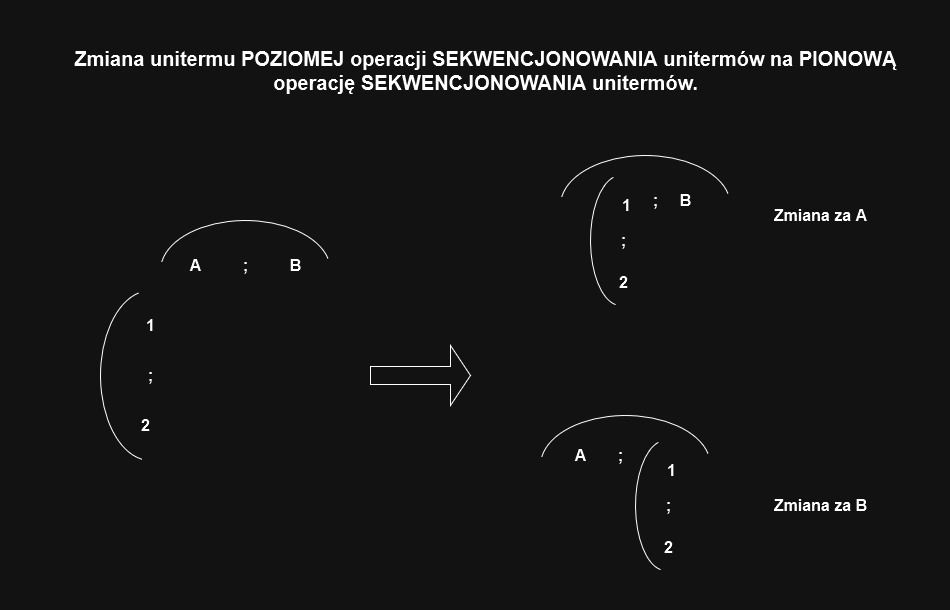 Zmiana unitermu POZIOMEJ operacji SEKWENCJONOWANIA unitermów na PIONOWĄ
operację SEKWENCJONOWANIA unitermów.
A ; B
1
;
2
1 ; B
;
2
Zmiana za A
A ;
1
;
2
Zmiana za B